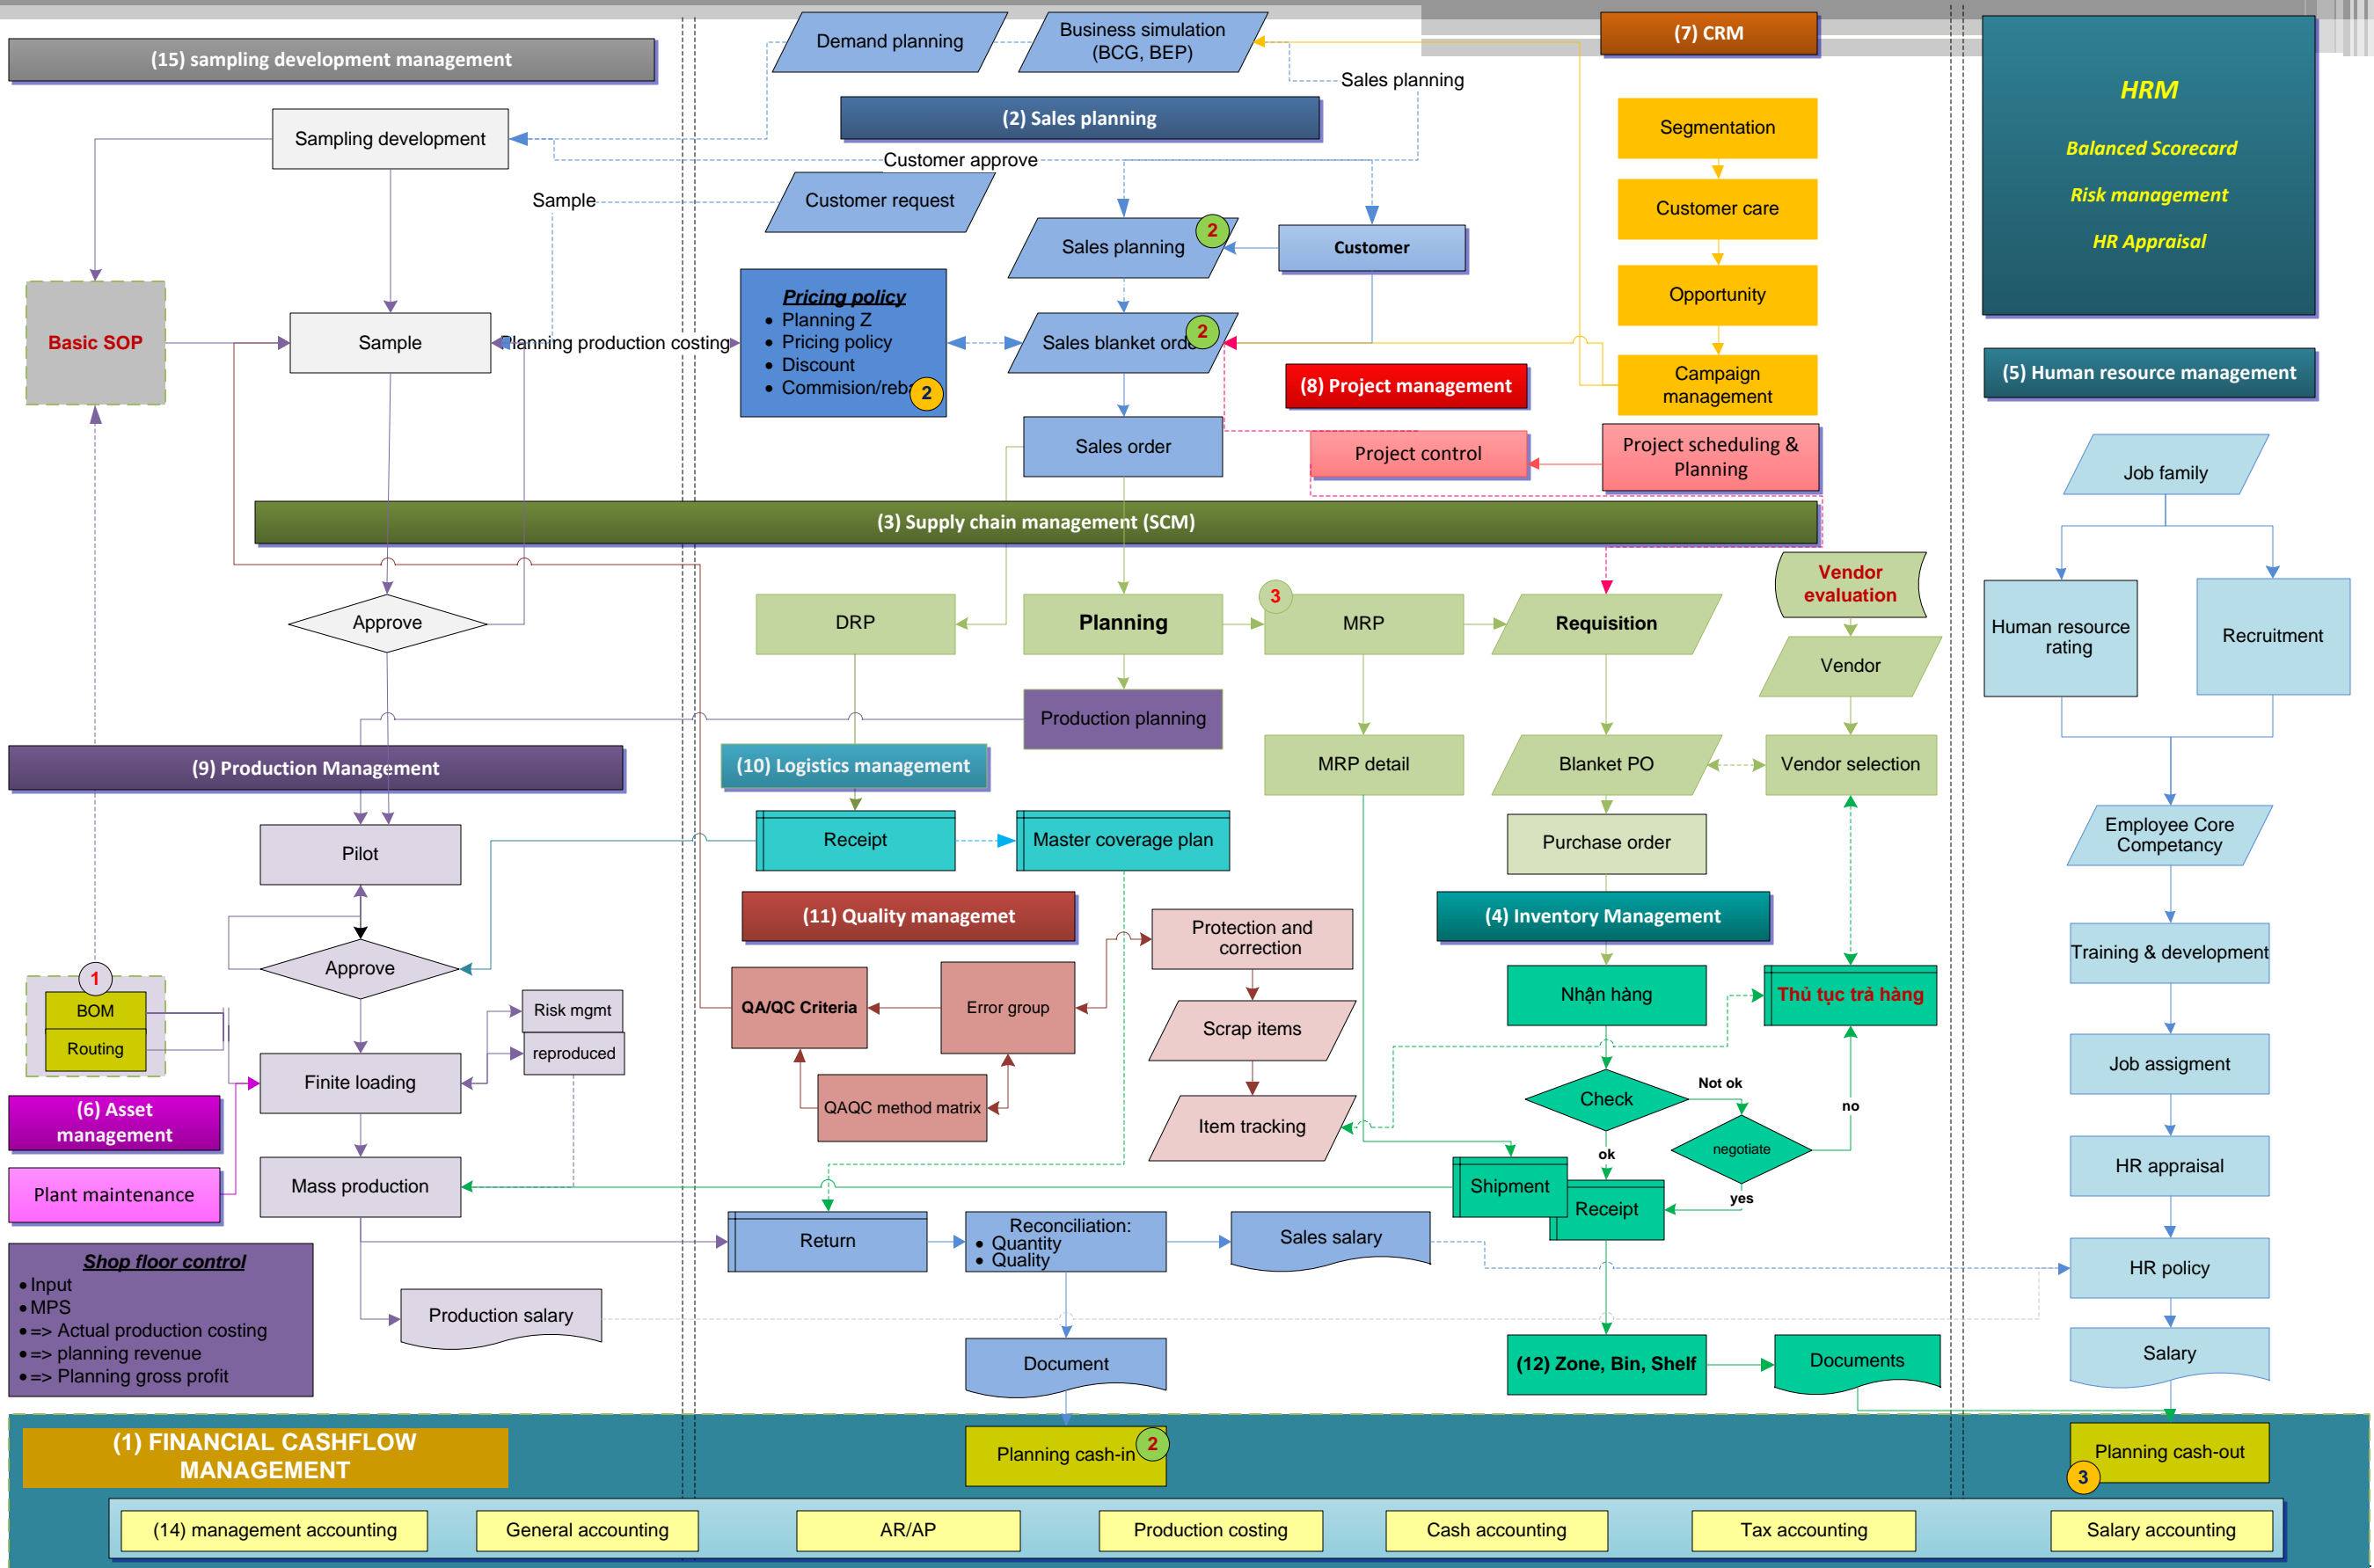 Demand planning
Business simulation
(BCG, BEP)
(7) CRM
(15) sampling development management
Sales planning
HRM
Balanced Scorecard
Risk management
HR Appraisal
(2) Sales planning
Segmentation
Sampling development
Customer approve
Customer request
Sample
Customer care
Sales planning
2
Customer
Opportunity
Basic SOP
Sample
Planning production costing
Pricing policy
• Planning Z
• Pricing policy
• Discount
• Commision/reba
2
Sales blanket orde
2
(8) Project management
Campaign
management
(5) Human resource management
Sales order
Project control
Project scheduling &
Planning
Job family
(3) Supply chain management (SCM)
Vendor
evaluation
Approve
DRP
Planning
3
MRP
Requisition
Vendor
Human resource
rating
Recruitment
Production planning
(9) Production Management
(10) Logistics management
MRP detail
Blanket PO
Vendor selection
Pilot
Receipt
Master coverage plan
Purchase order
Employee Core
Competancy
(11) Quality managemet
Protection and
correction
(4) Inventory Management
Approve
Training & development
1
BOM
Routing
Risk mgmt
reproduced
QA/QC Criteria
Error group
Scrap items
Nhận hàng
Thủ tục trả hàng
Finite loading
QAQC method matrix
Item tracking
Check
Not ok
no
Job assigment
(6) Asset
management
negotiate
ok
yes
HR appraisal
Plant maintenance
Mass production
Shipment
Receipt
Return
Reconciliation:
• Quantity
• Quality
Sales salary
HR policy
Shop floor control
• Input
• MPS
• => Actual production costing
• => planning revenue
• => Planning gross profit
Production salary
Document
(12) Zone, Bin, Shelf
Documents
Salary
(1) FINANCIAL CASHFLOW
MANAGEMENT
Planning cash-in
2
Planning cash-out
3
(14) management accounting
General accounting
AR/AP
Production costing
Cash accounting
Tax accounting
Salary accounting